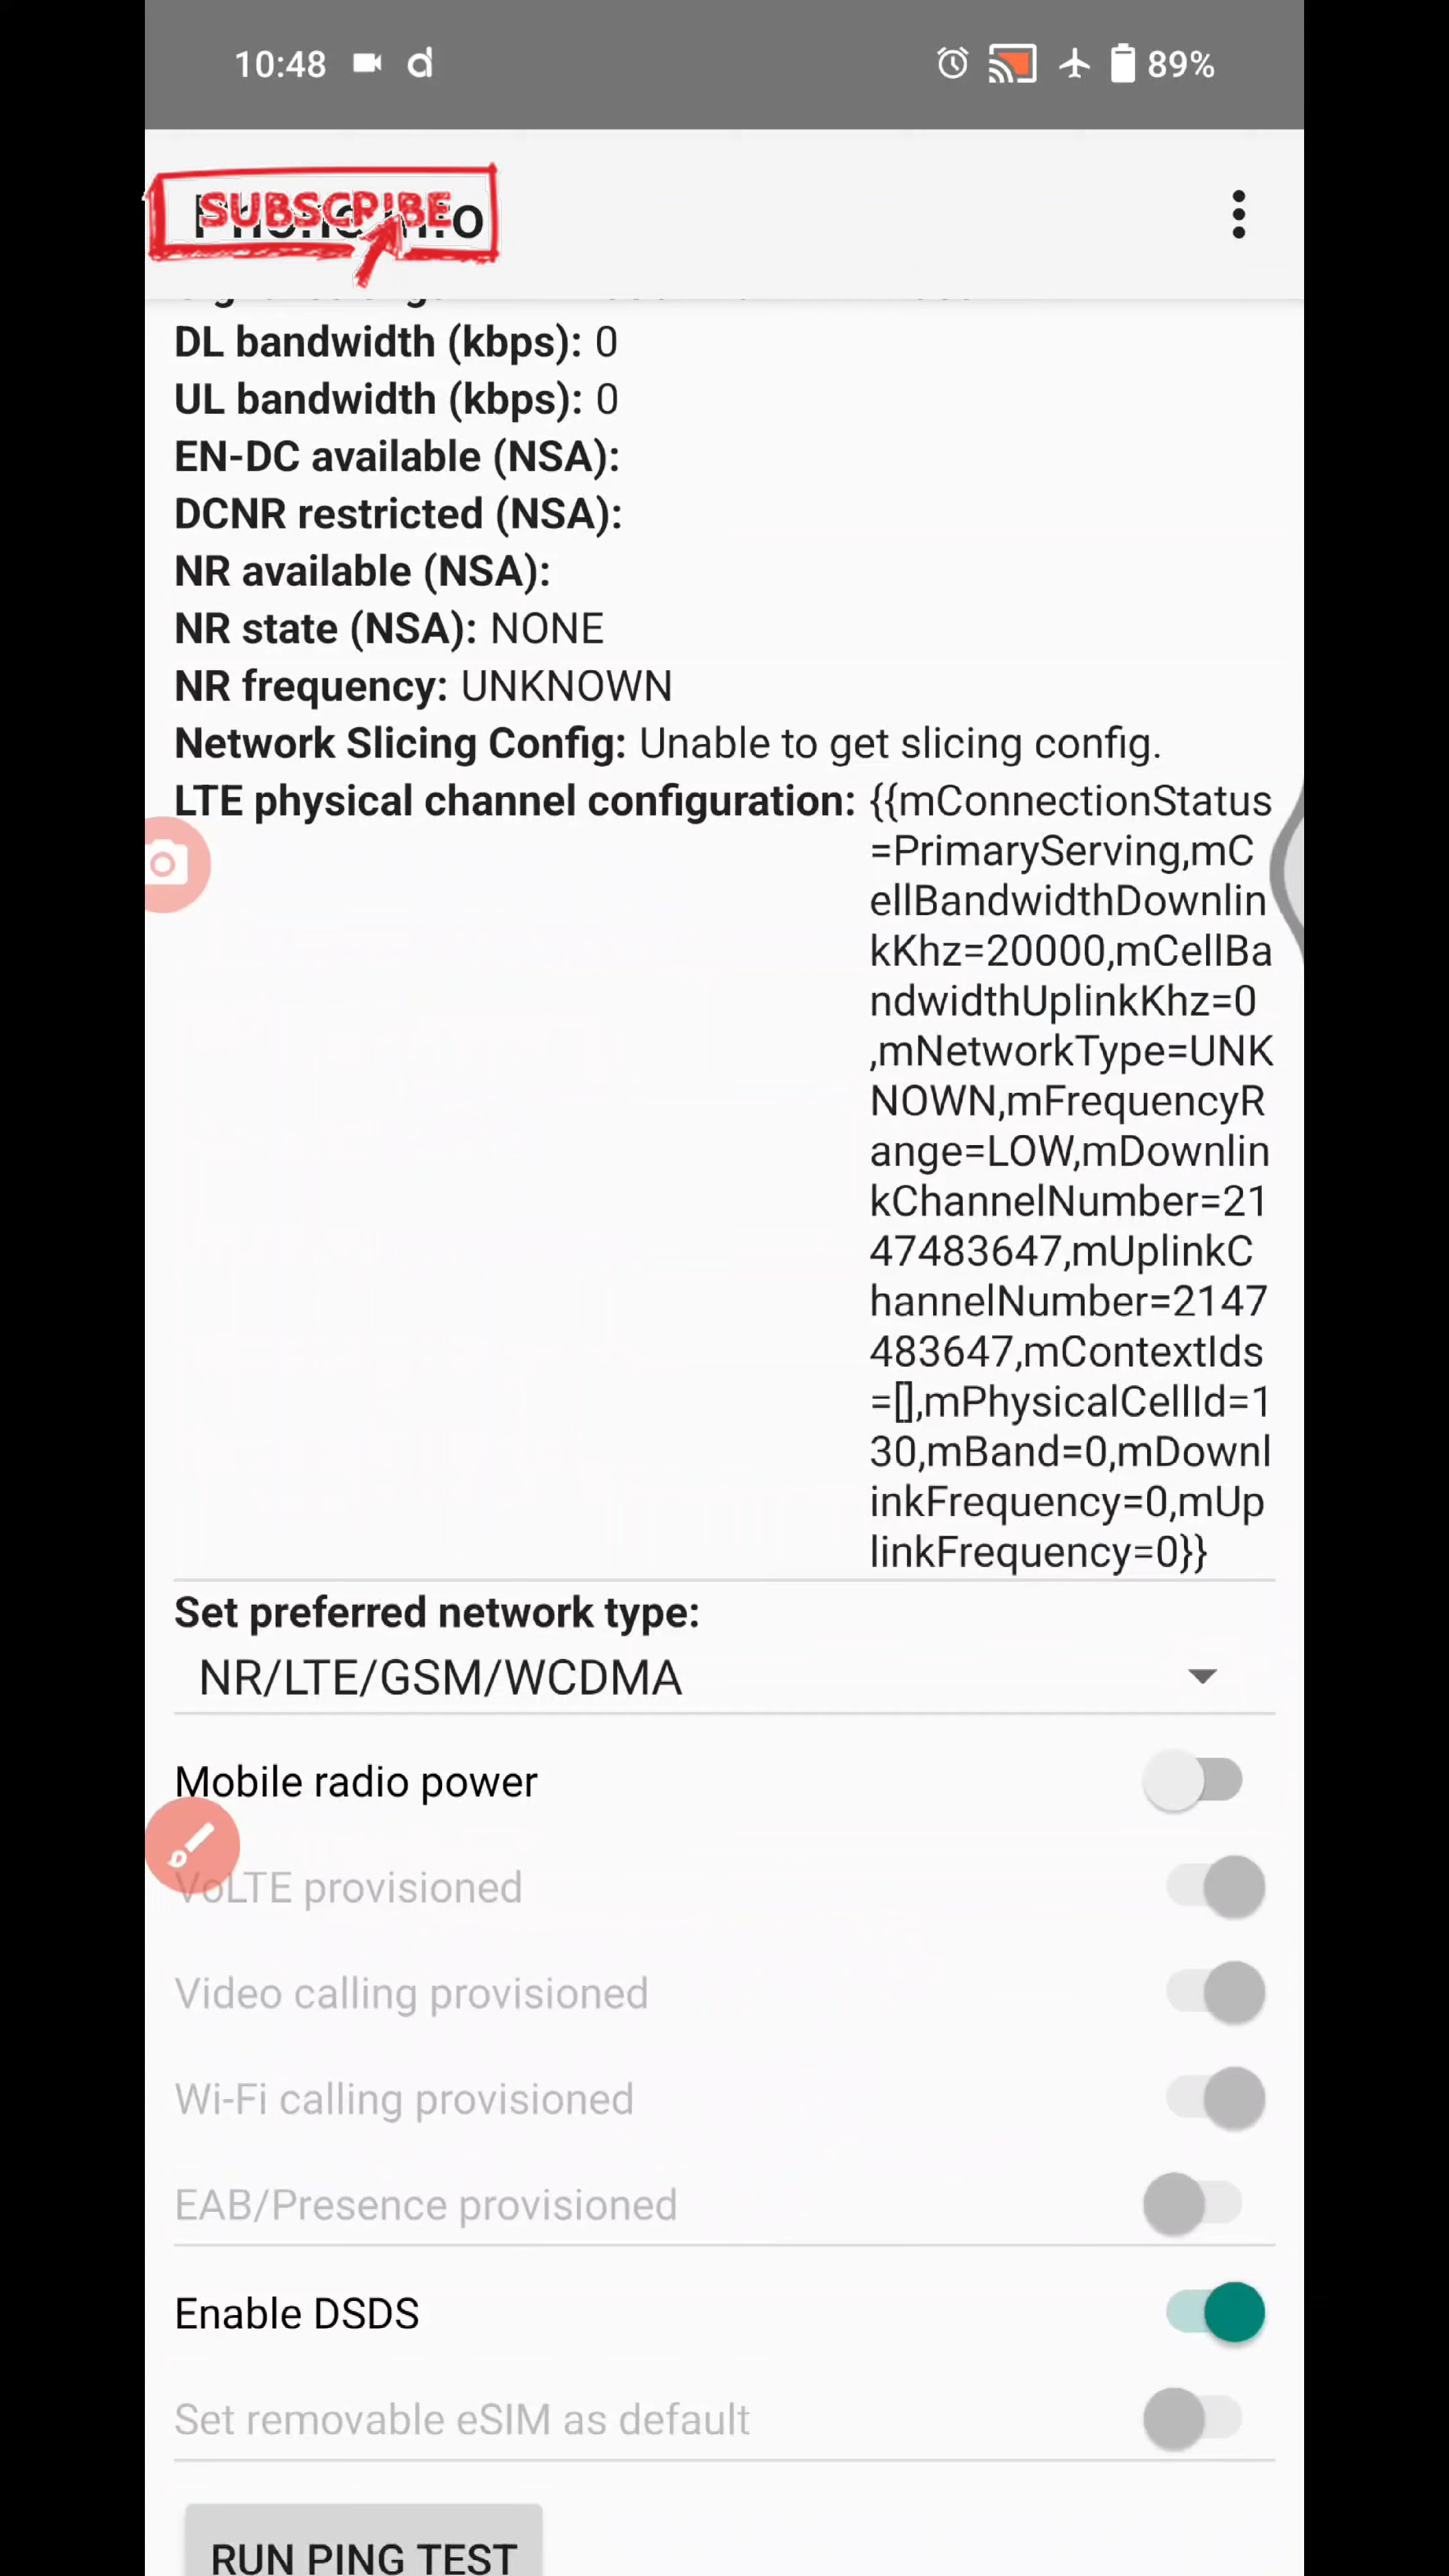 10:48
89%
SUBSCRIBE
DL bandwidth (kbps): 0
UL bandwidth (kbps): 0
EN-DC available (NSA):
DCNR restricted (NSA):
NR available (NSA):
NR state (NSA): NONE
NR frequency: UNKNOWN
Network Slicing Config: Unable to get slicing config.
LTE physical channel configuration: {{mConnectionStatus
=PrimaryServing,mC
ellBandwidthDownlin
kKhz=20000,mCellBa
ndwidthUplinkKhz=0
,mNetworkType=UNK
NOWN,mFrequencyR
ange=LOW,mDownlin
kChannelNumber=21
47483647,mUplinkC
hannelNumber=2147
483647,mContextIds
=[],mPhysicalCellId=1
30,mBand=0,mDownl
inkFrequency=0,mUp
linkFrequency=0}}
Set preferred network type:
NR/LTE/GSM/WCDMA
Mobile radio power
VoLTE provisioned
Video calling provisioned
Wi-Fi calling provisioned
EAB/Presence provisioned
Enable DSDS
Set removable eSIM as default
RUN PING TEST